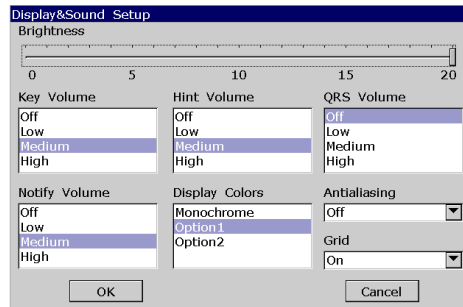 Display&Sound Setup
Brightness
0 5 10 15 20
Key Volume
Off
Low
Medium
High
Hint Volume
Off
Low
Medium
High
QRS Volume
Off
Low
Medium
High
Notify Volume
Off
Low
Medium
High
Display Colors
Monochrome
Option1
Option2
Antialiasing
Off
Grid
On
OK
Cancel